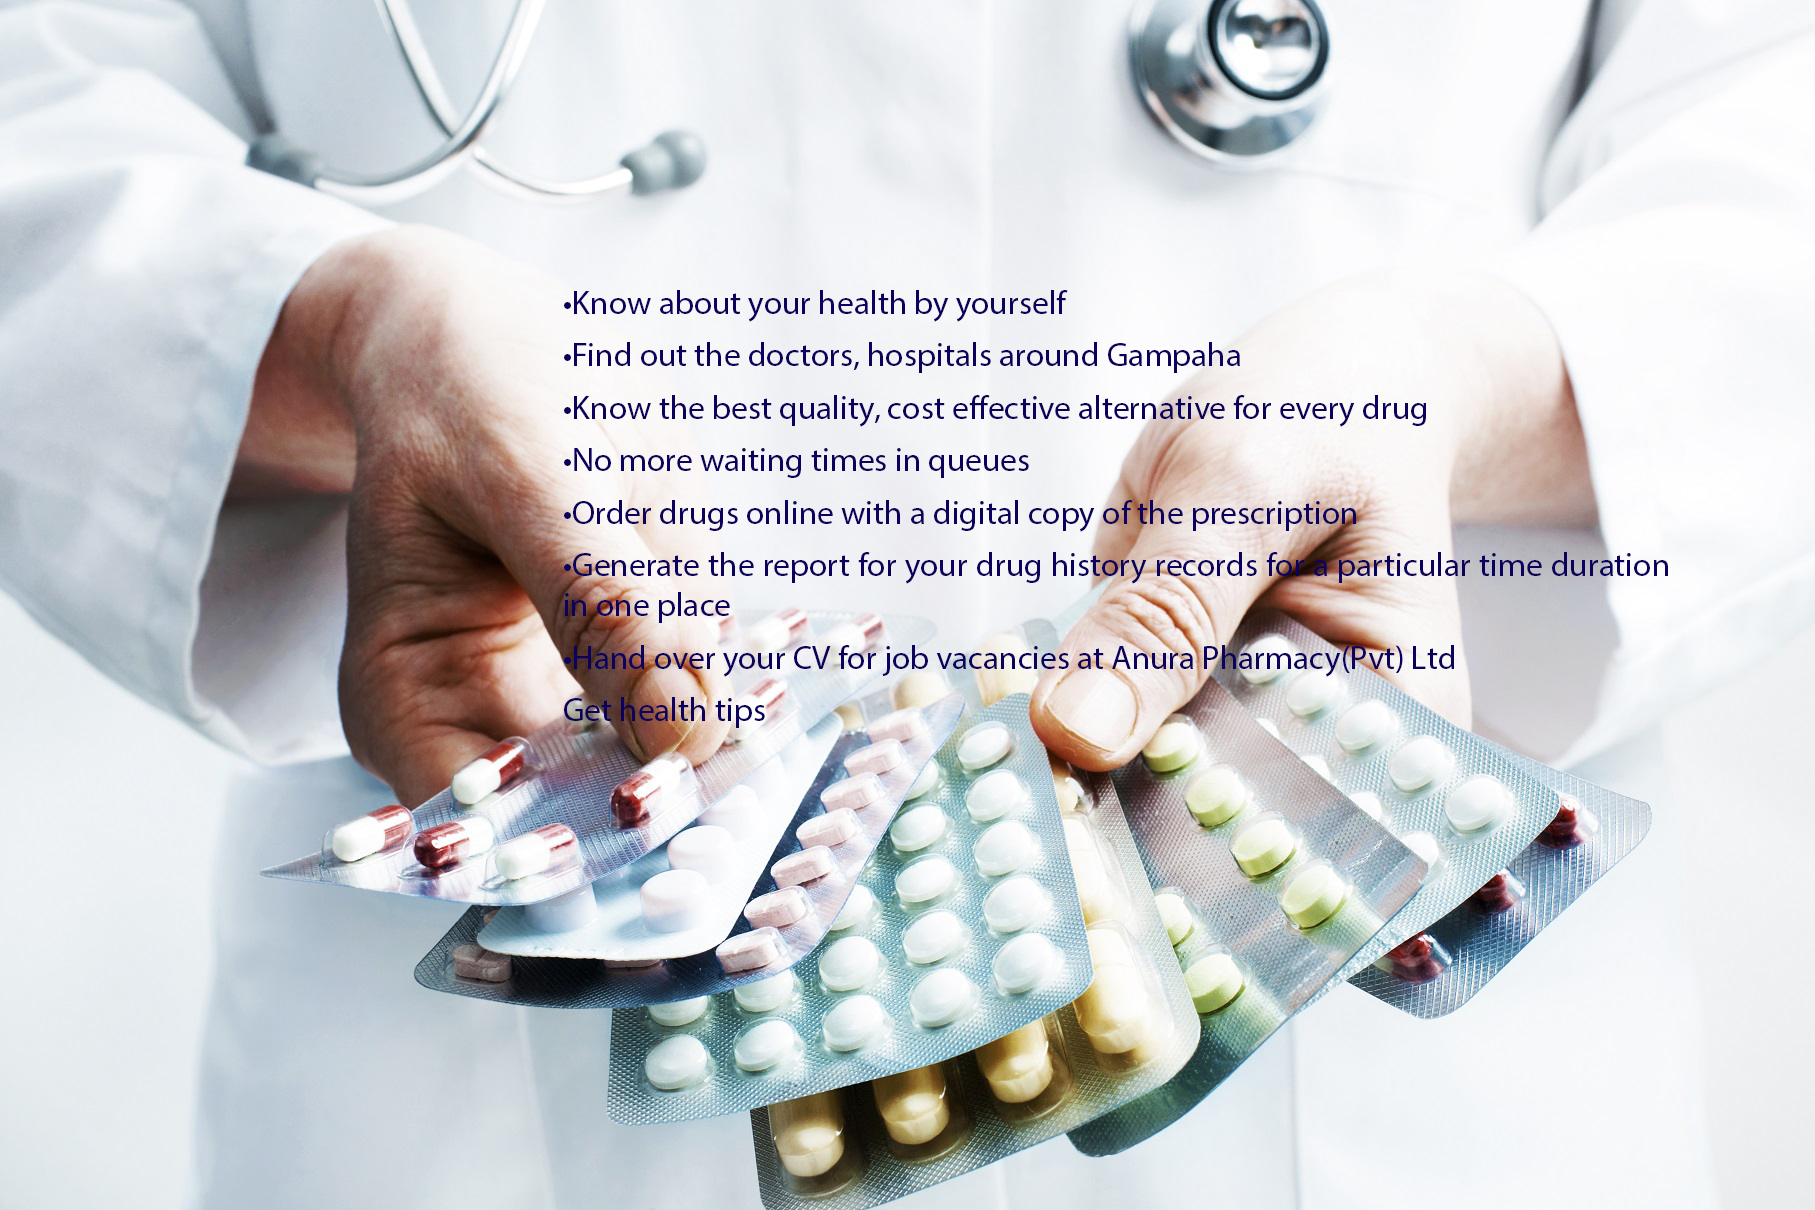 •Know about your health by yourself
•Find out the doctors, hospitals around Gampaha
•Know the best quality, cost effective alternative for every drug
•No more waiting times in queues
•Order drugs online with a digital copy of the prescription
•Generate the report for your drug history records for a particular time duration
in one place
•Hand over your CV for job vacancies at Anura Pharmacy(Pvt) Ltd
Get health tips